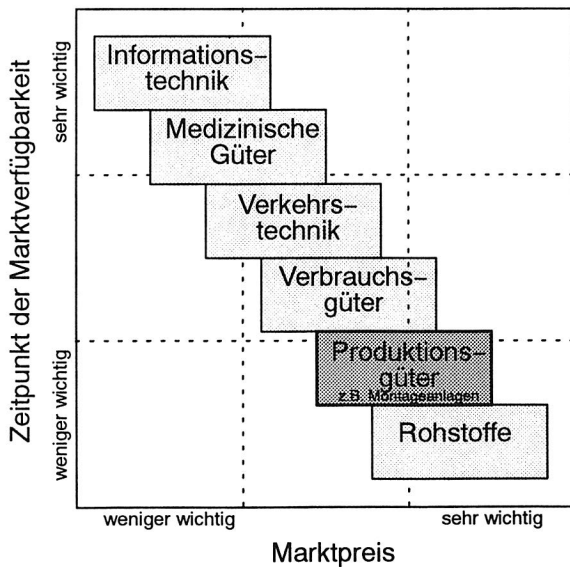 Informations-
technik
Medizinische
Güter
Verkehrs-
technik
Verbrauchs-
güter
Produktions-
güter
z.B. Montageanlagen
Rohstoffe
Zeitpunkt der Marktverfügbarkeit
sehr wichtig
weniger wichtig
weniger wichtig
sehr wichtig
Marktpreis